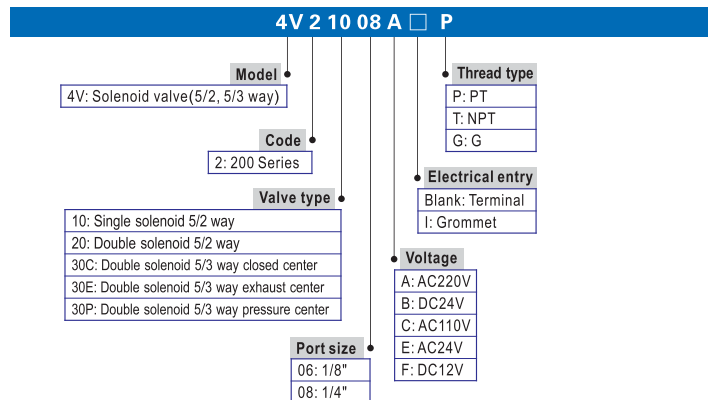 4V 2 10 08 A □ P
Model
4V: Solenoid valve(5/2, 5/3 way)
Code
2: 200 Series
Valve type
10: Single solenoid 5/2 way
20: Double solenoid 5/2 way
30C: Double solenoid 5/3 way closed center
30E: Double solenoid 5/3 way exhaust center
30P: Double solenoid 5/3 way pressure center
Port size
06: 1/8"
08: 1/4"
Voltage
A: AC220V
B: DC24V
C: AC110V
E: AC24V
F: DC12V
Electrical entry
Blank: Terminal
I: Grommet
Thread type
P: PT
T: NPT
G: G